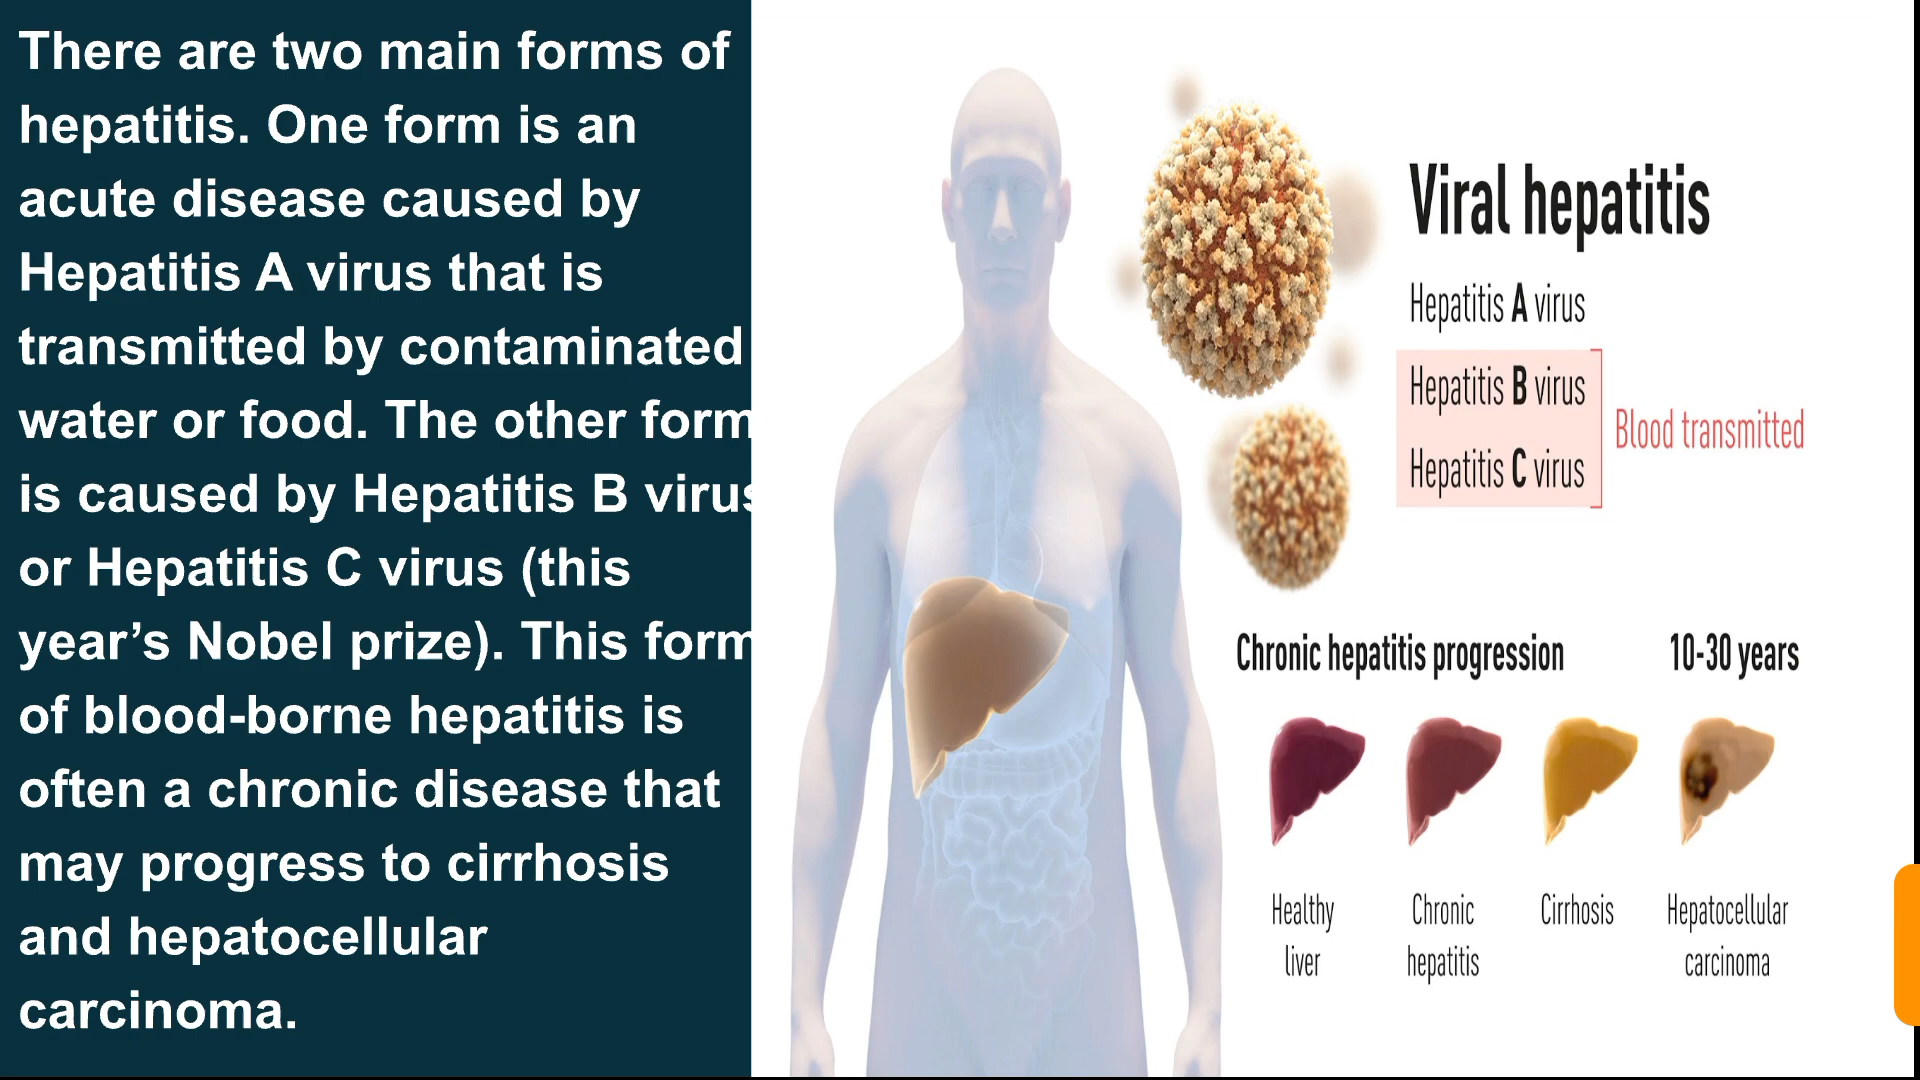 There are two main forms of
hepatitis. One form is an
acute disease caused by
Hepatitis A virus that is
transmitted by contaminated
water or food. The other form
is caused by Hepatitis B virus
or Hepatitis C virus (this
year’s Nobel prize). This form
of blood-borne hepatitis is
often a chronic disease that
may progress to cirrhosis
and hepatocellular
carcinoma.
Viral hepatitis
Hepatitis A virus
Hepatitis B virus
Hepatitis C virus
Blood transmitted
Chronic hepatitis progression
10-30 years
Healthy
liver
Chronic
hepatitis
Cirrhosis
Hepatocellular
carcinoma